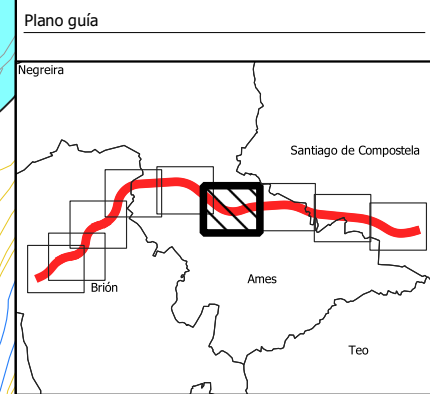 Plano guía
Negreira
Santiago de Compostela
Ames
Brión
Teo